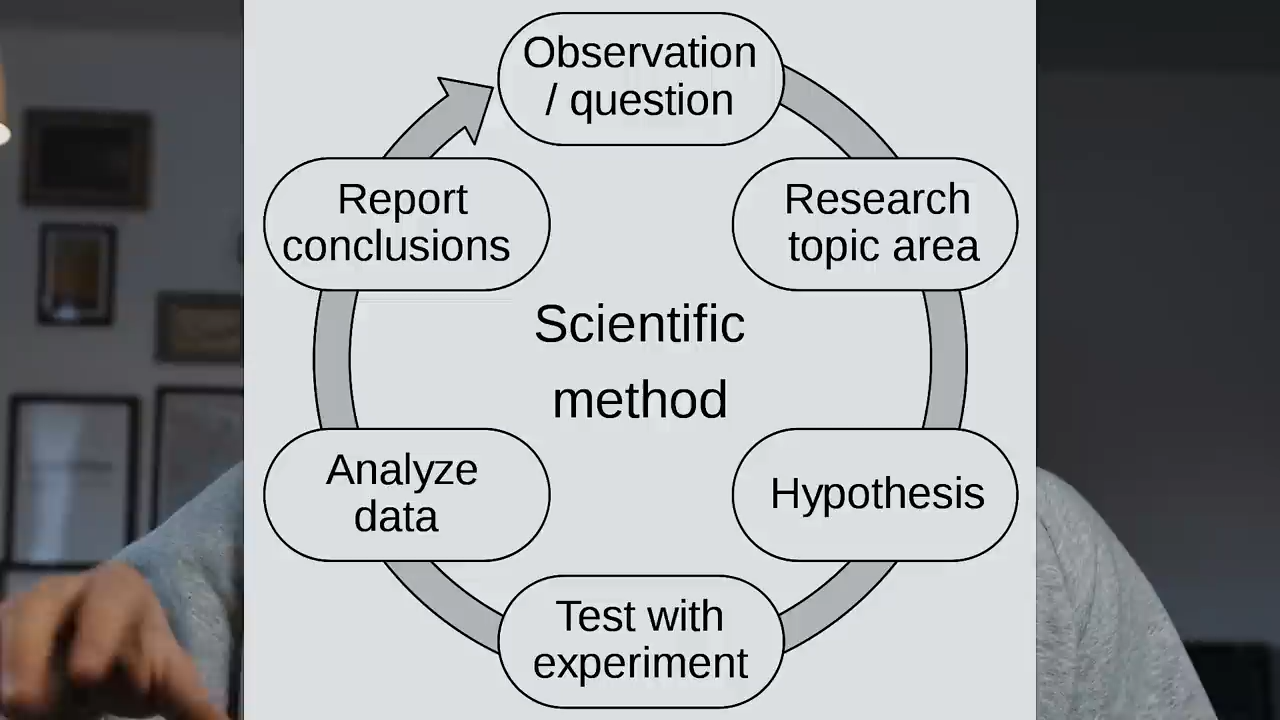 Observation
/ question
Research
topic area
Hypothesis
Test with
experiment
Analyze
data
Report
conclusions
Scientific
method